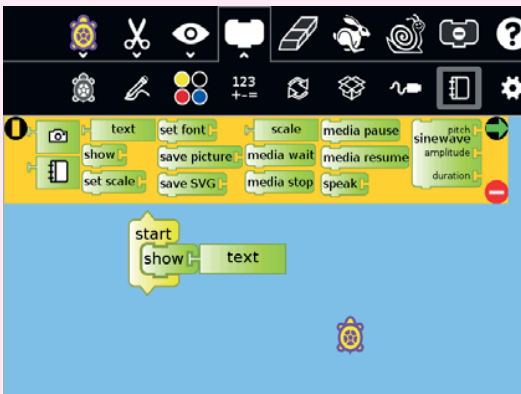 ?
123
+-=
text set font scale media pause pitch
sinewave
show save picture media wait media resume amplitude
set scale save SVG media stop speak duration
start
show text